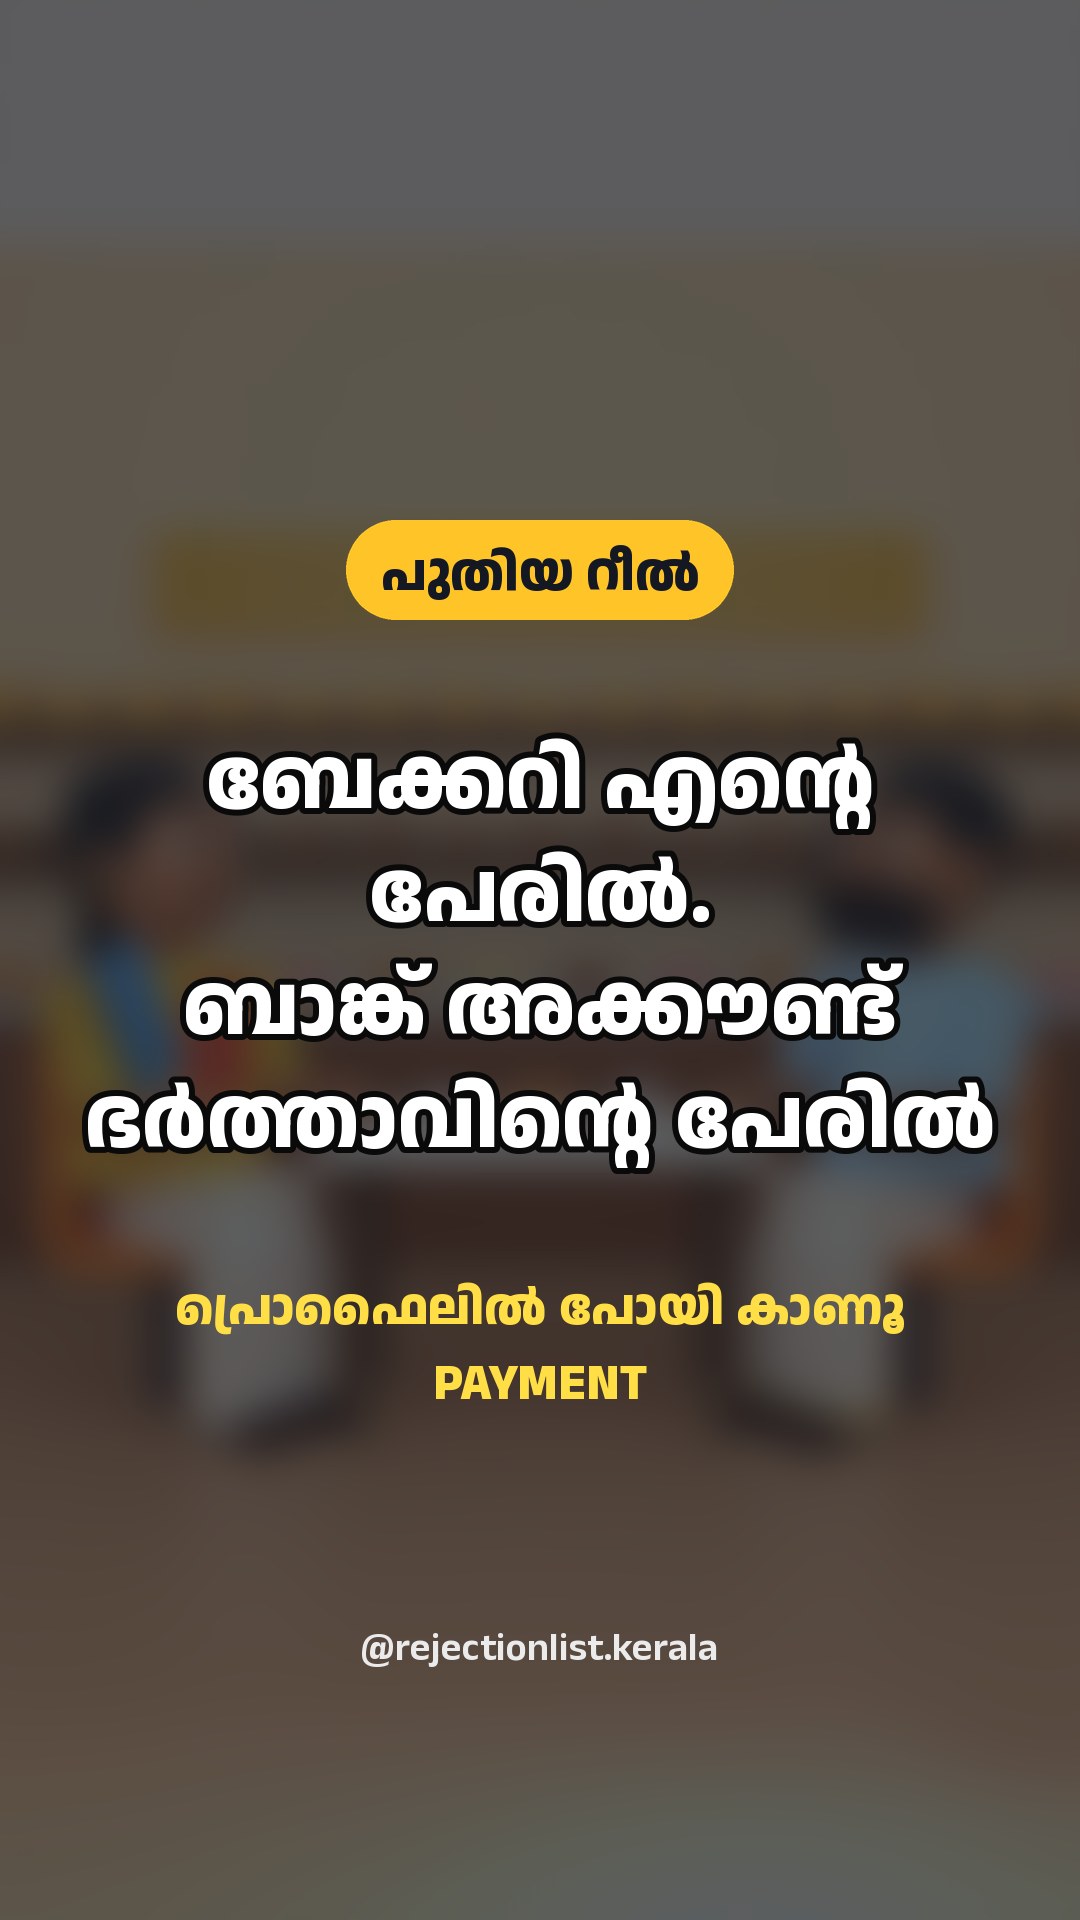 പുതിയ റീൽ
ബേക്കറി എന്റെ
പേരിൽ.
ബാങ്ക് അക്കൗണ്ട്
ഭർത്താവിന്റെ പേരിൽ
പ്രൊഫൈലിൽ പോയി കാണൂ
PAYMENT
@rejectionlist.kerala